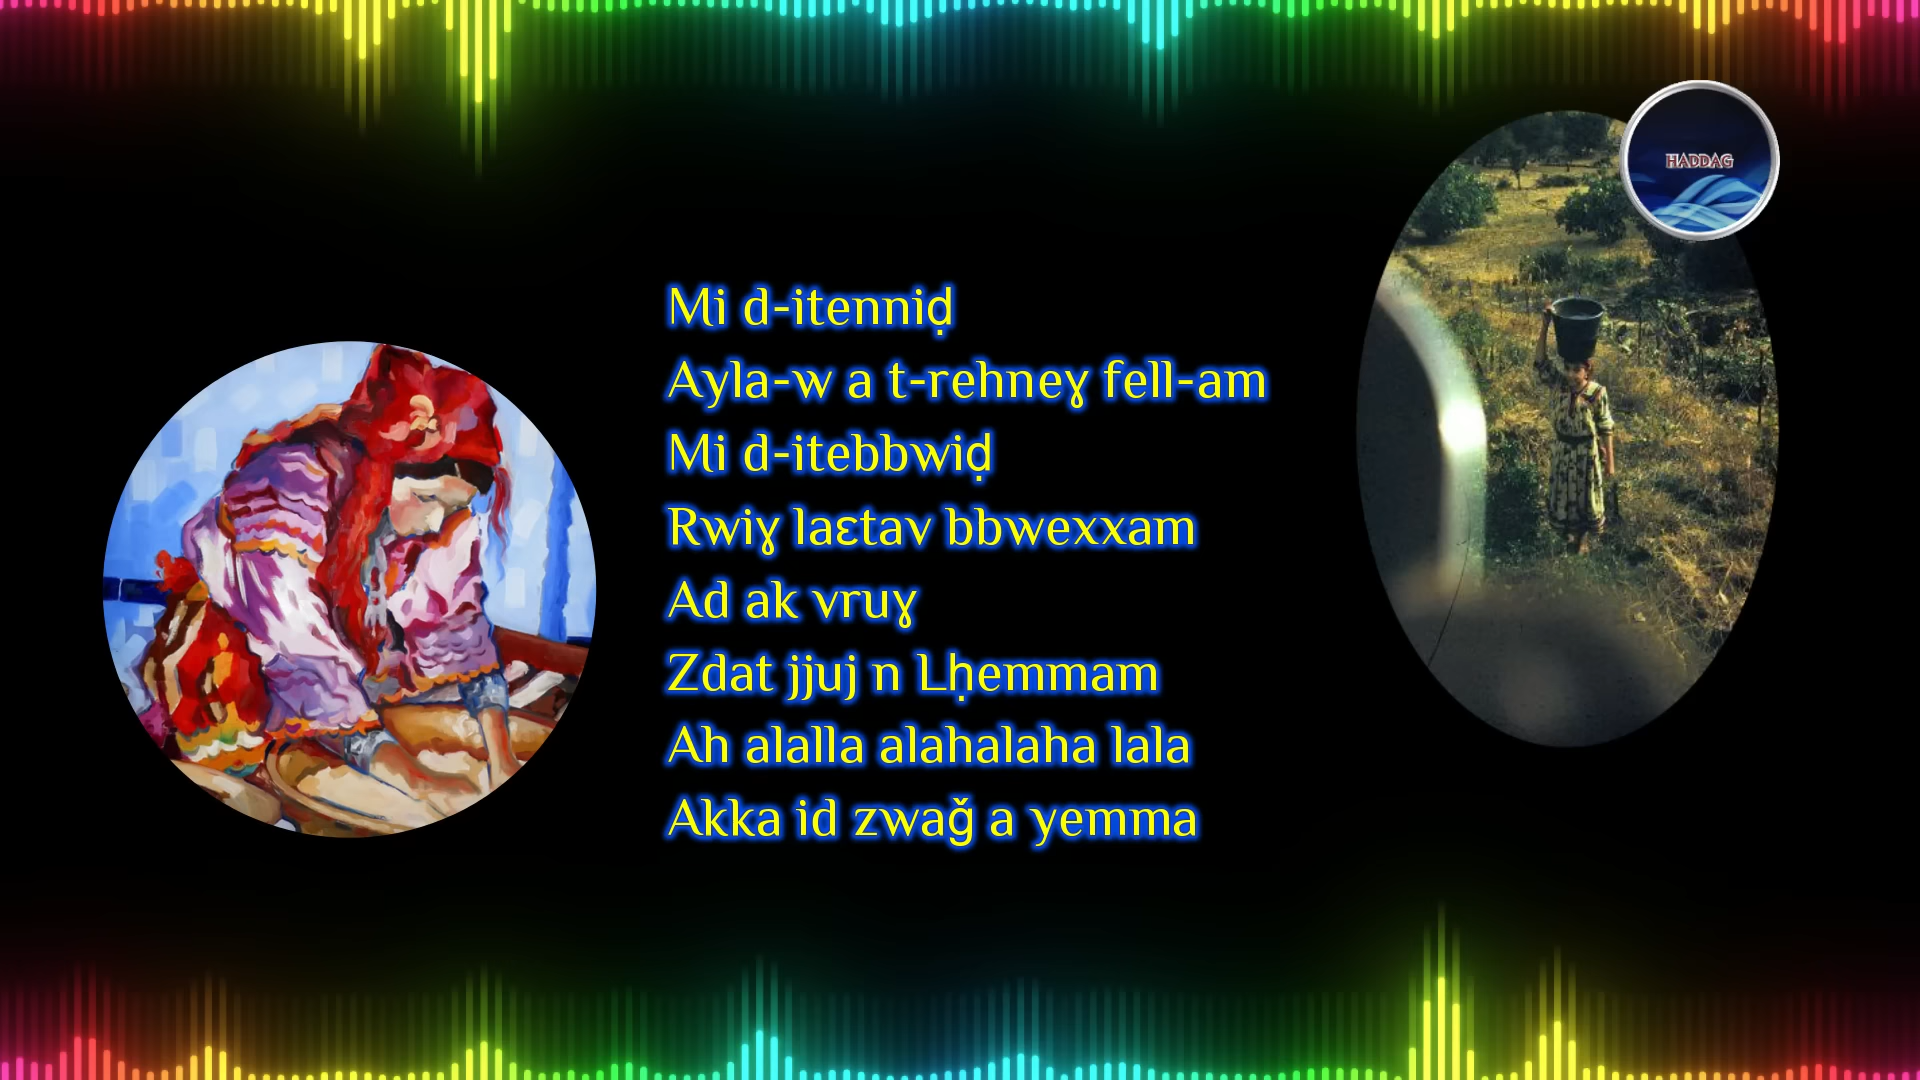 HADDAG
Mi d-itenniḍ
Ayla-w a t-rehneɣ fell-am
Mi d-itebbwiḍ
Rwiɣ laɛtav bbwexxam
Ad ak vruɣ
Zdat jjuj n Lḥemmam
Ah alalla alahalaha lala
Akka id zwaǧ a yemma